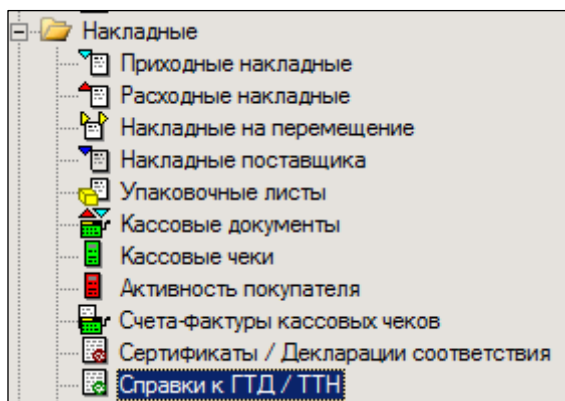 Накладные
Приходные накладные
Расходные накладные
Накладные на перемещение
Накладные поставщика
Упаковочные листы
Кассовые документы
Кассовые чеки
Активность покупателя
Счета-фактуры кассовых чеков
Сертификаты / Декларации соответствия
Справки к ГТД / ТТН